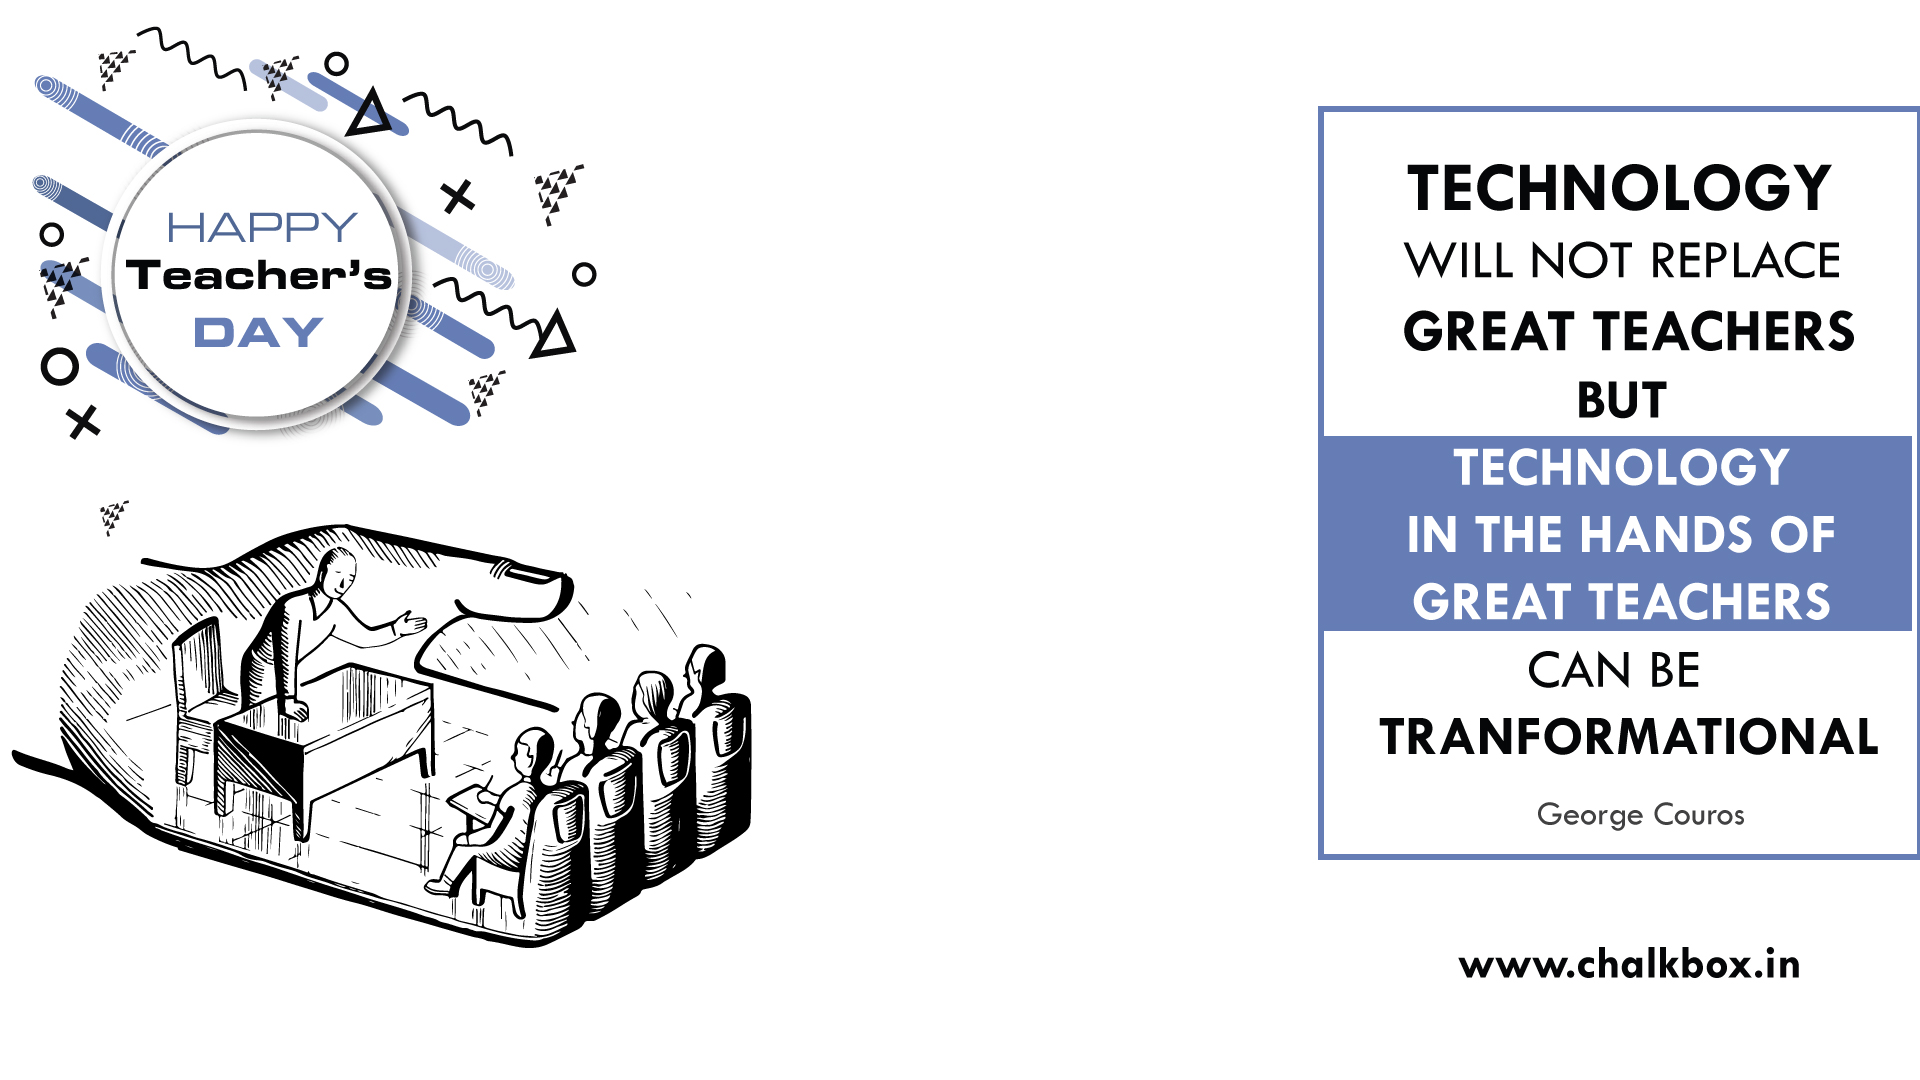 HAPPY
Teacher's
DAY
TECHNOLOGY
WILL NOT REPLACE
GREAT TEACHERS
BUT
TECHNOLOGY
IN THE HANDS OF
GREAT TEACHERS
CAN BE
TRANFORMATIONAL
George Couros
www.chalkbox.in